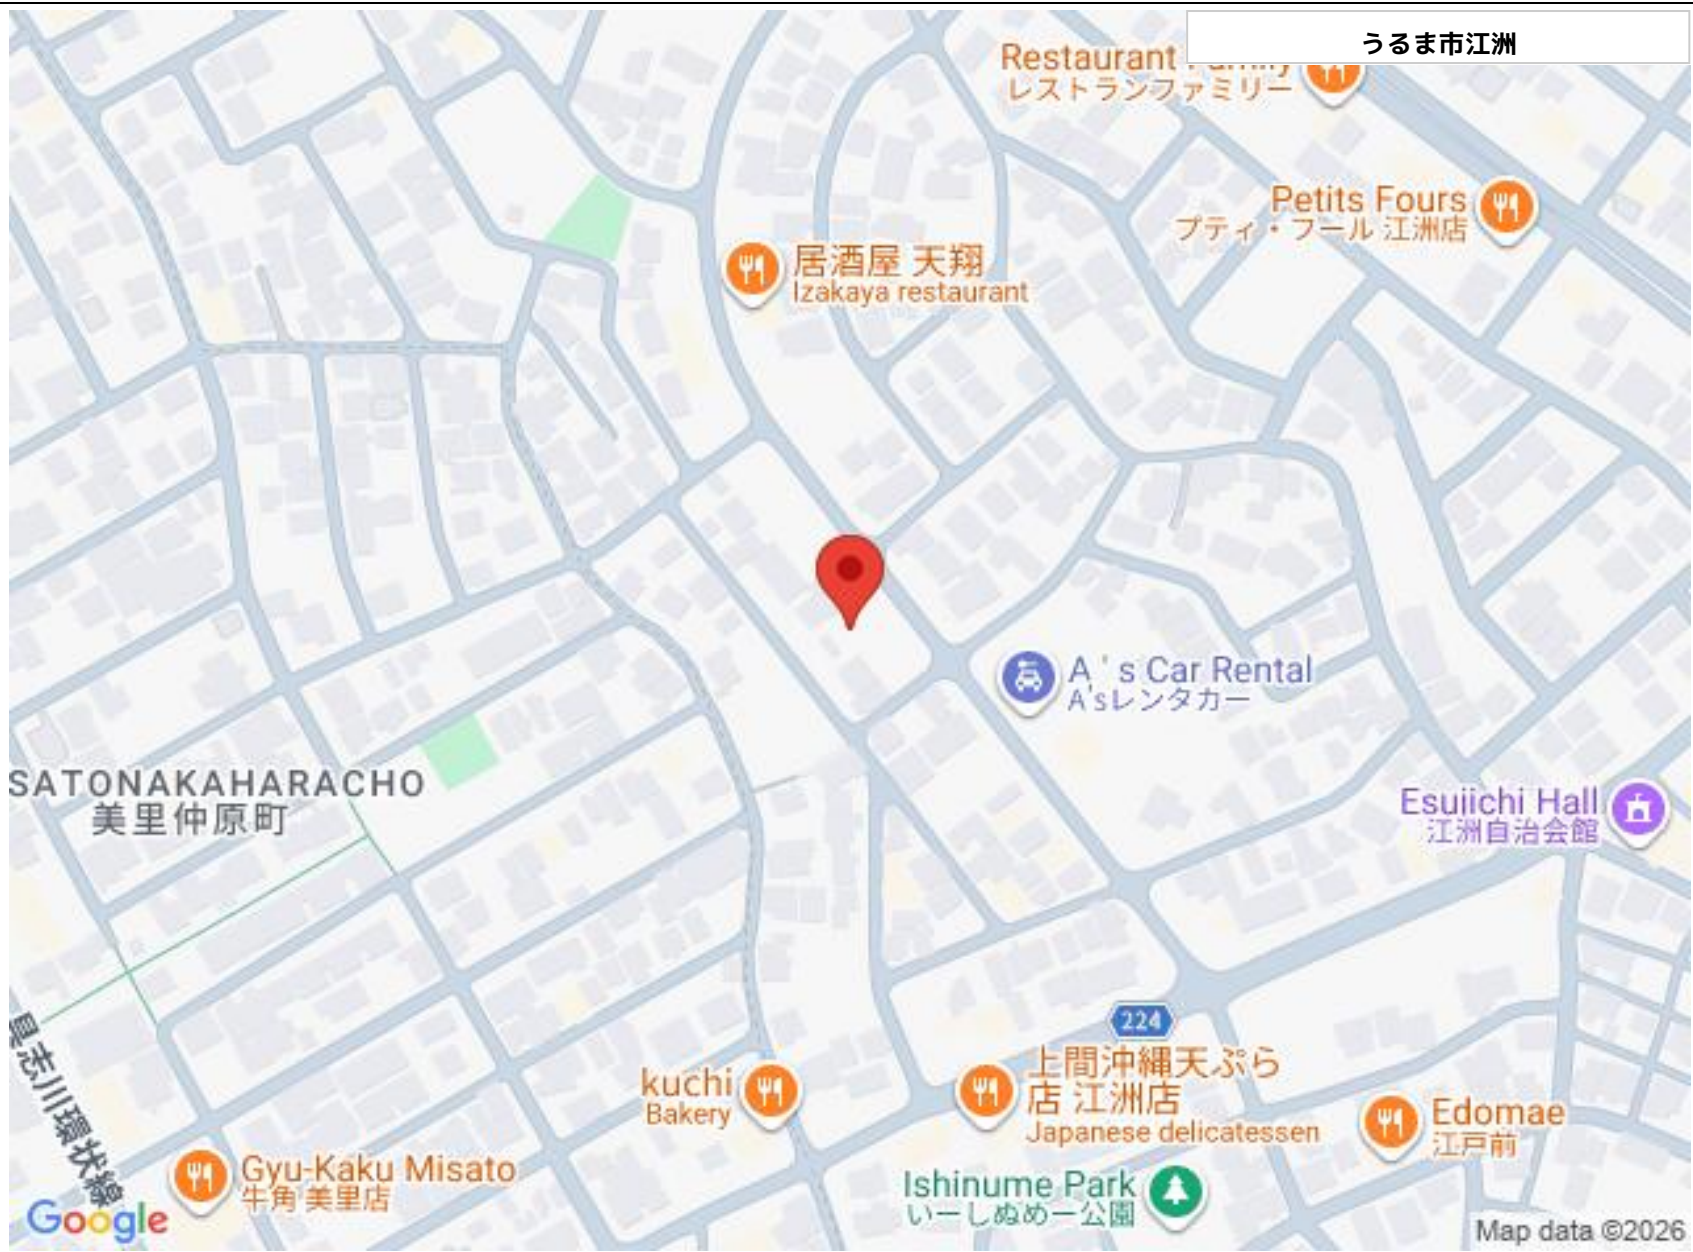 うるま市江洲
Restaurant Family
レストランファミリー
Petits Fours
プティ・フール 江洲店
居酒屋 天翔
Izakaya restaurant
A's Car Rental
A'sレンタカー
SATONAKAHARACHO
美里仲原町
Esuiichi Hall
江洲自治会館
224
上間沖縄天ぷら
店 江洲店
Japanese delicatessen
kuchi
Bakery
Edomae
江戸前
具志川環状線
Gyu-Kaku Misato
牛角 美里店
Ishinume Park
いーしぬめー公園
Google
Map data ©2026